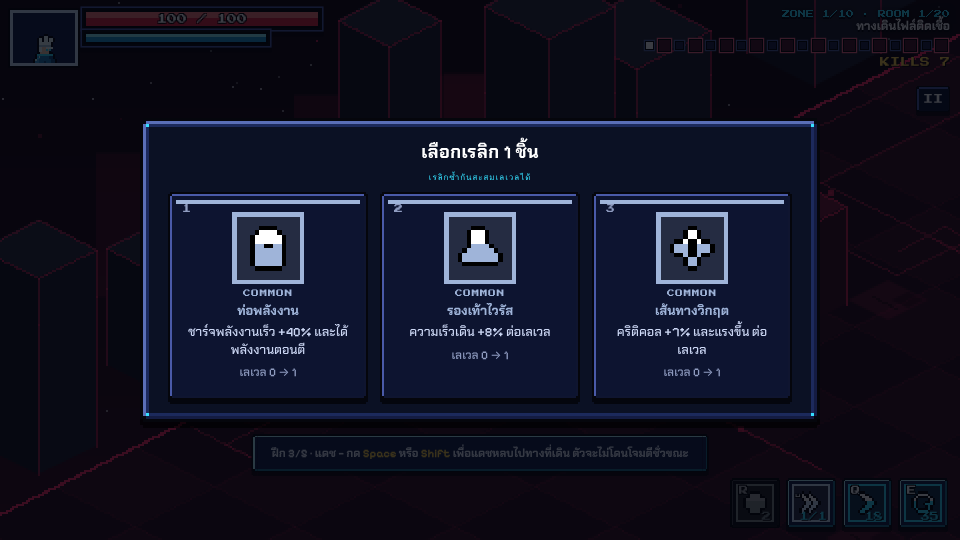 100 / 100
ZONE 1/10 · ROOM 1/20
ทางเดินไฟล์ติดเชื้อ
KILLS 7
II
เลือกเรลิก 1 ชิ้น
เรลิกซ้ำกันสะสมเลเวลได้
1
COMMON
ท่อพลังงาน
ชาร์จพลังงานเร็ว +40% และได้
พลังงานตอนตี
เลเวล 0 → 1
2
COMMON
รองเท้าไวรัส
ความเร็วเดิน +8% ต่อเลเวล
เลเวล 0 → 1
3
COMMON
เส้นทางวิกฤต
คริติคอล +7% และแรงขึ้น ต่อ
เลเวล
เลเวล 0 → 1
ฝึก 3/9 · แดช - กด Space หรือ Shift เพื่อแดชหลบไปทางที่เดิน ตัวจะไม่โดนโจมตีชั่วขณะ
R
2
1/1
Q
18
E
35